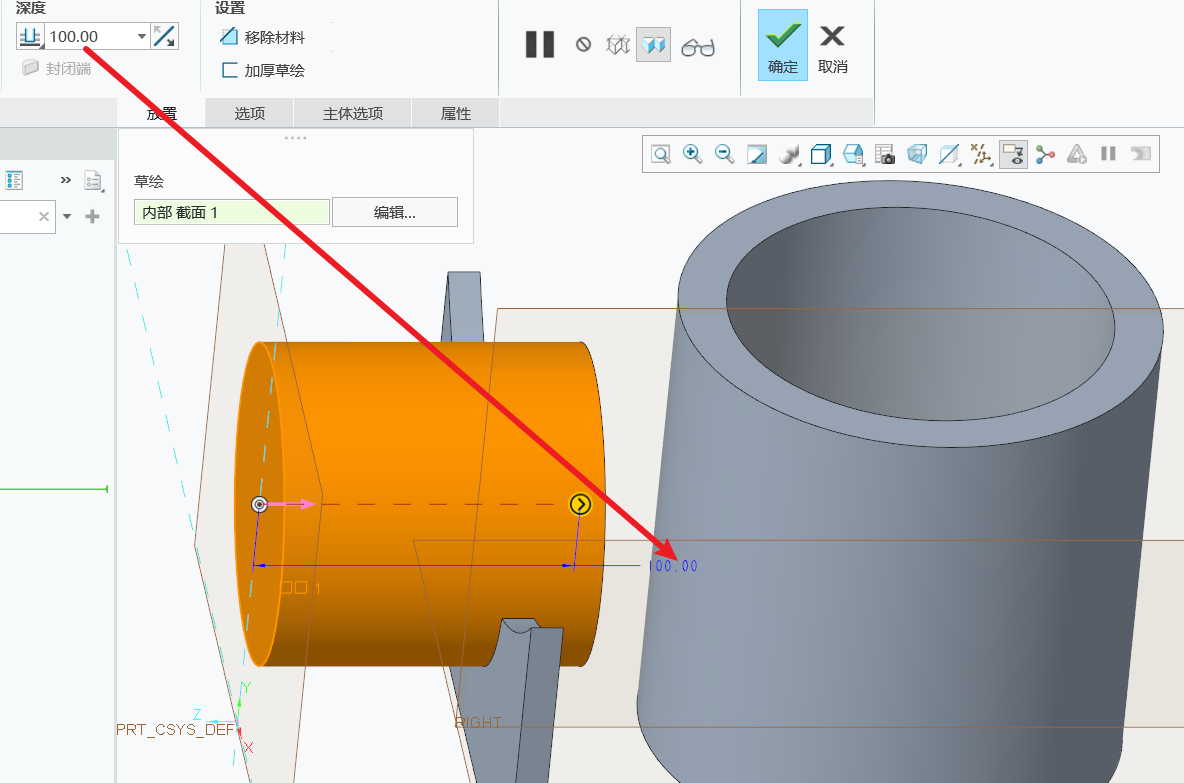 深度
设置
100.00
移除材料
封闭端
加厚草绘
确定
取消
放置
选项
主体选项
属性
草绘
内部 截面 1
编辑...
100.00
1
Y
Z
PRT_CSYS_DEF
X
RIGHT